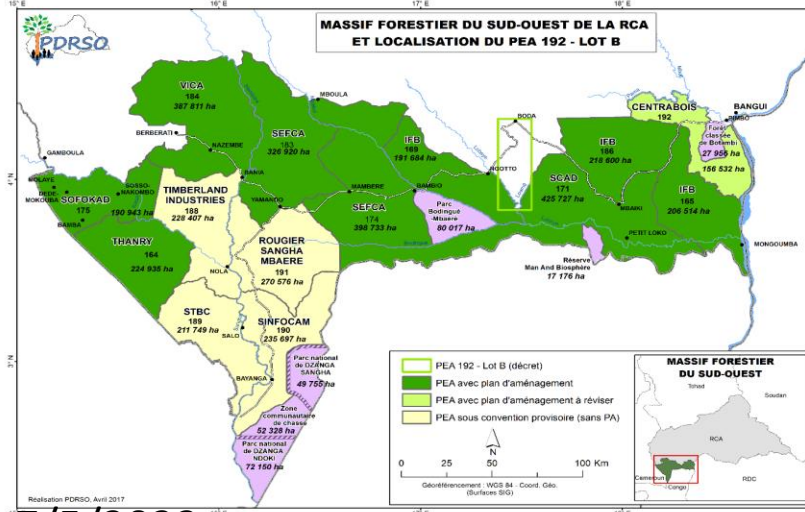 MASSIF FORESTIER DU SUD-OUEST DE LA RCA
ET LOCALISATION DU PEA 192 - LOT B
PDRSO
15°
16°
17°
18°
VICA
184
367 811 ha
MBOULA
BERBERATI
NAZEMBE
SEFCA
183
326 920 ha
IFB
169
191 684 ha
BODA
NGOTTO
CENTRABOIS
192
BANGUI
BIMBO
Forêt
classée
de Botambi
27 956 ha
156 532 ha
IFB
186
218 600 ha
GAMBOULA
4°
4°
BANIA
SOSSO-
NAKOMBO
190 943 ha
SOFOKAD
175
BAMBA
TIMBERLAND
INDUSTRIES
188
228 407 ha
YAMANDO
MAMBERE
BAMBIO
SEFCA
174
398 733 ha
Parc
Bodingué-
Mbaere
80 017 ha
SCAD
171
425 727 ha
MBAIKI
IFB
165
206 514 ha
PETIT LOKO
MONGOUMBA
THANRY
164
224 935 ha
ROUGIER
SANGHA
MBAERE
191
270 576 ha
NOLA
Réserve
Man And Biosphère
17 176 ha
STBC
189
211 749 ha
SALO
SINFOCAM
190
235 697 ha
BAYANGA
3°
Parc national
de DZANGA
SANGHA
49 755 ha
Zone
communautaire
de chasse
52 328 ha
Parc national
de DZANGA
NDOKI
72 150 ha
PEA 192 - Lot B (décret)
PEA avec plan d'aménagement
PEA avec plan d'aménagement à réviser
PEA sous convention provisoire (sans PA)
N
0 25 50 100 Km
Géoréférencement : WGS 84 - Coord. Géo.
(Surfaces SIG)
MASSIF FORESTIER
DU SUD-OUEST
Tchad
Soudan
RCA
Cameroun
Congo
RDC
Réalisation PDRSO, Avril 2017